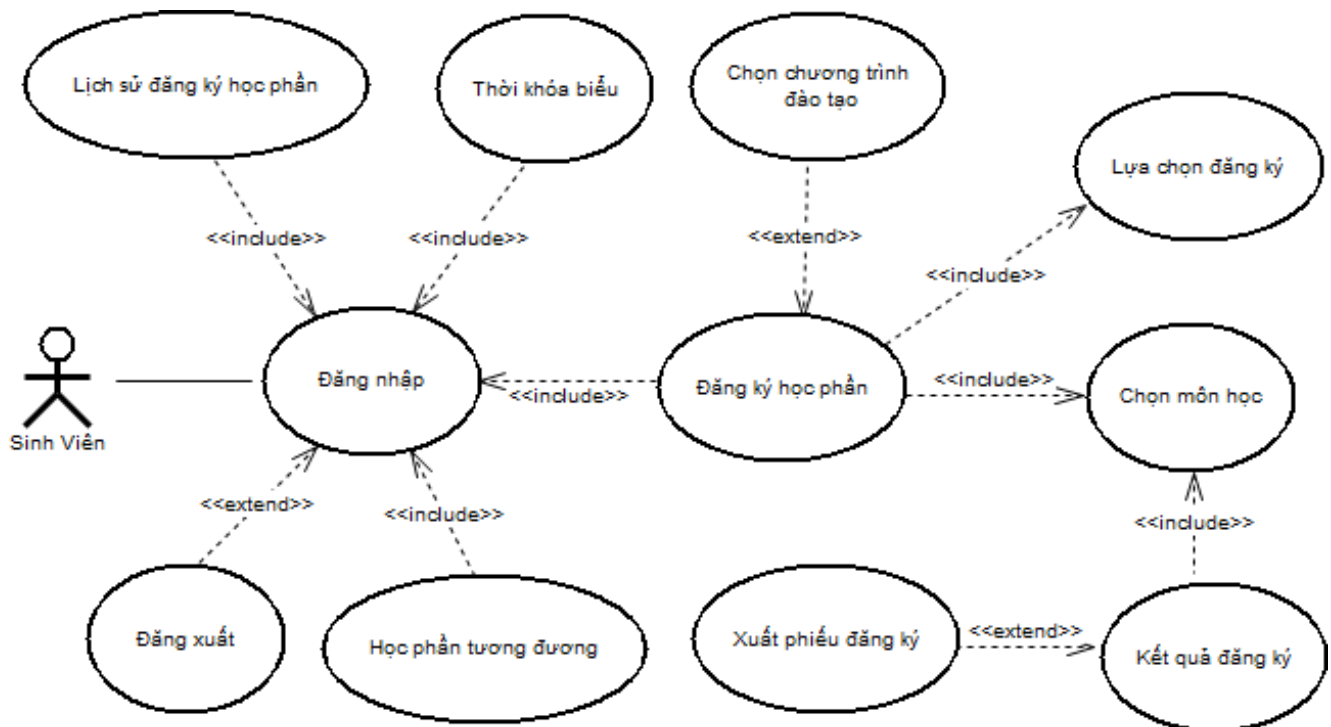 Lịch sử đăng ký học phần
Thời khóa biểu
Chọn chương trình
đào tạo
Lựa chọn đăng ký
<<include>>
<<include>>
<<extend>>
<<include>>
Sinh Viên
Đăng nhập
<<include>>
Đăng ký học phần
<<include>>
Chọn môn học
<<extend>>
<<include>>
<<include>>
Đăng xuất
Học phần tương đương
Xuất phiếu đăng ký
<<extend>>
Kết quả đăng ký